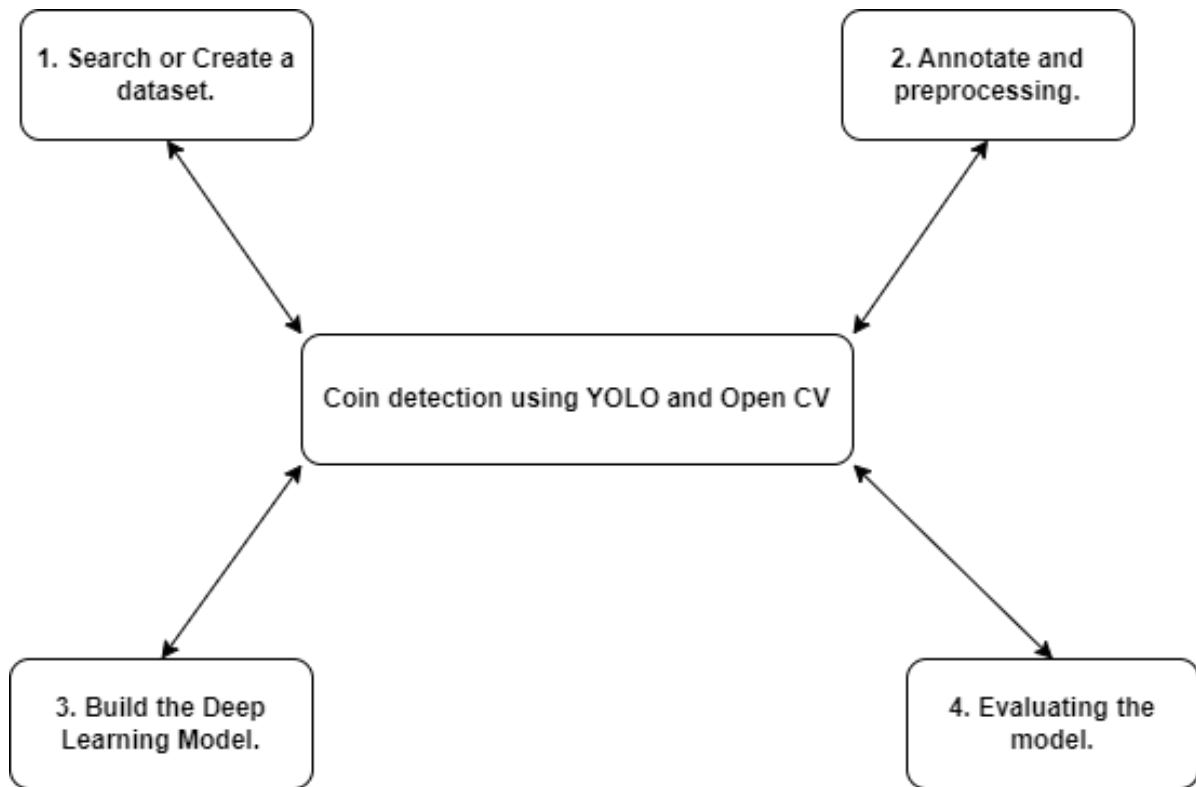 1. Search or Create a
dataset.
2. Annotate and
preprocessing.
Coin detection using YOLO and Open CV
3. Build the Deep
Learning Model.
4. Evaluating the
model.